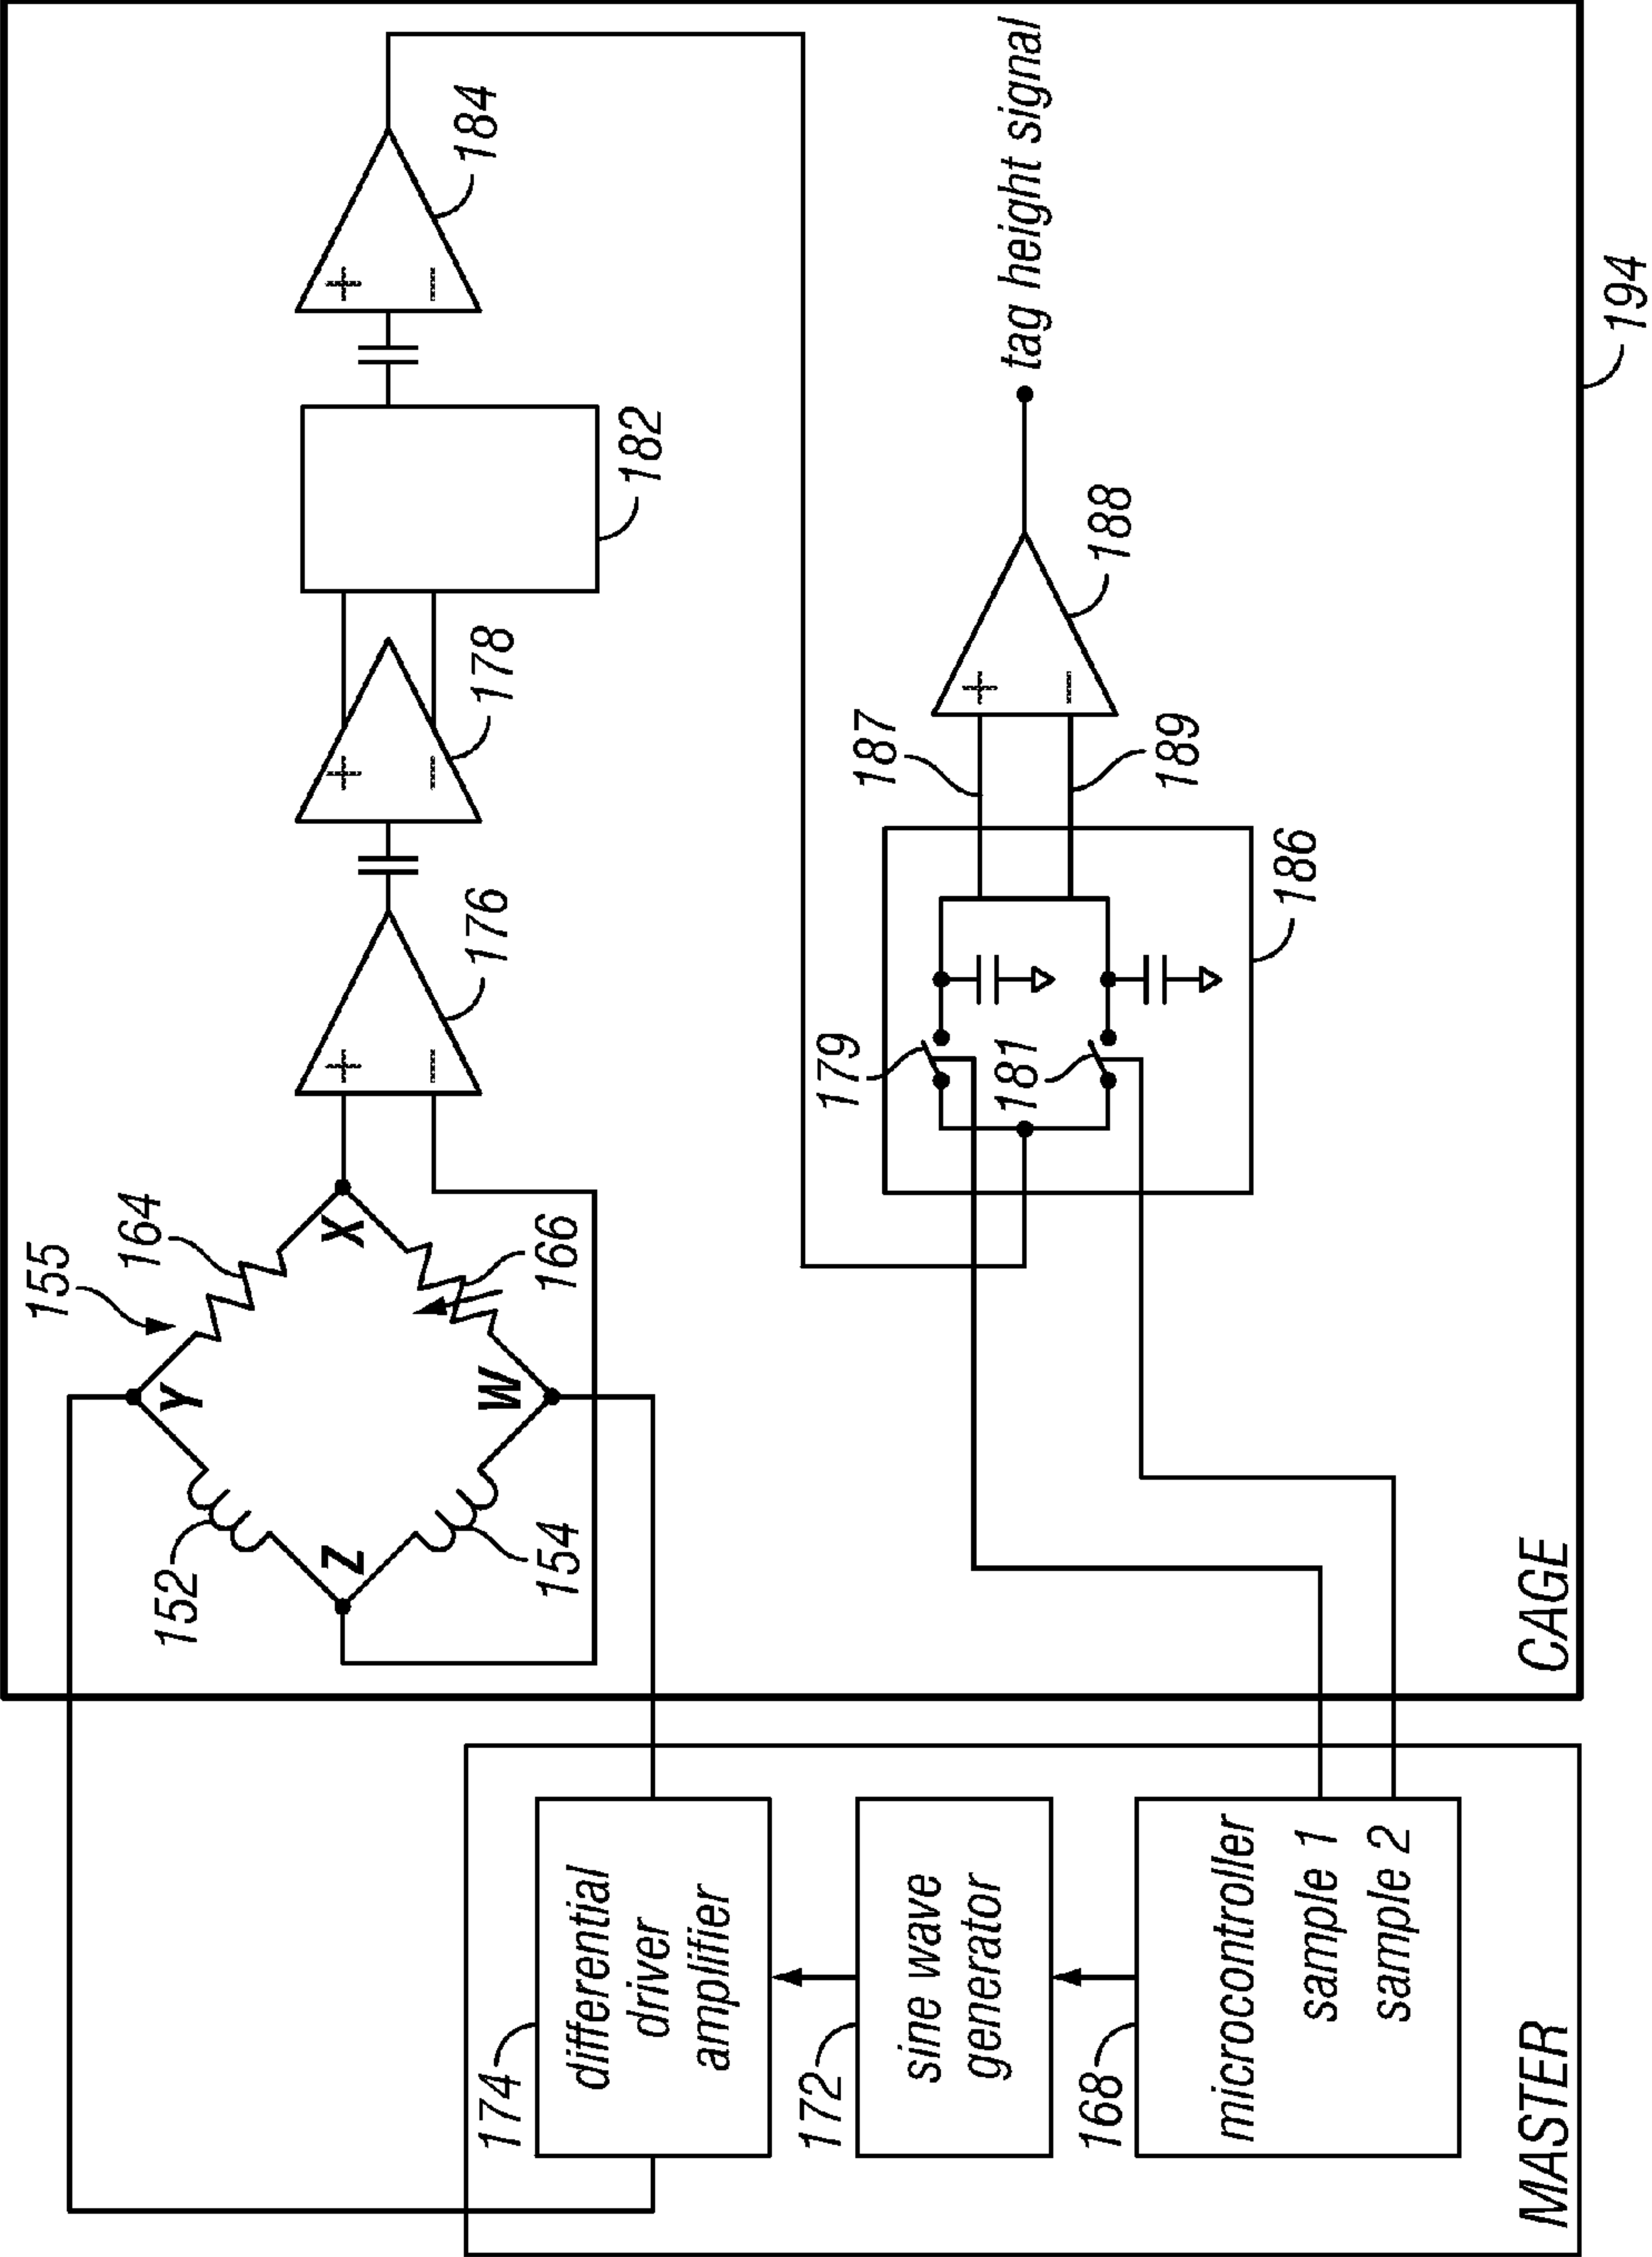 155
164
152
154
166
Y
X
Z
W
+
−
176
+
−
178
182
+
−
184
174
differential
driver
amplifier
172
sine wave
generator
168
microcontroller
sample 1
sample 2
MASTER
179
181
186
187
189
+
−
188
tag height signal
CAGE
194